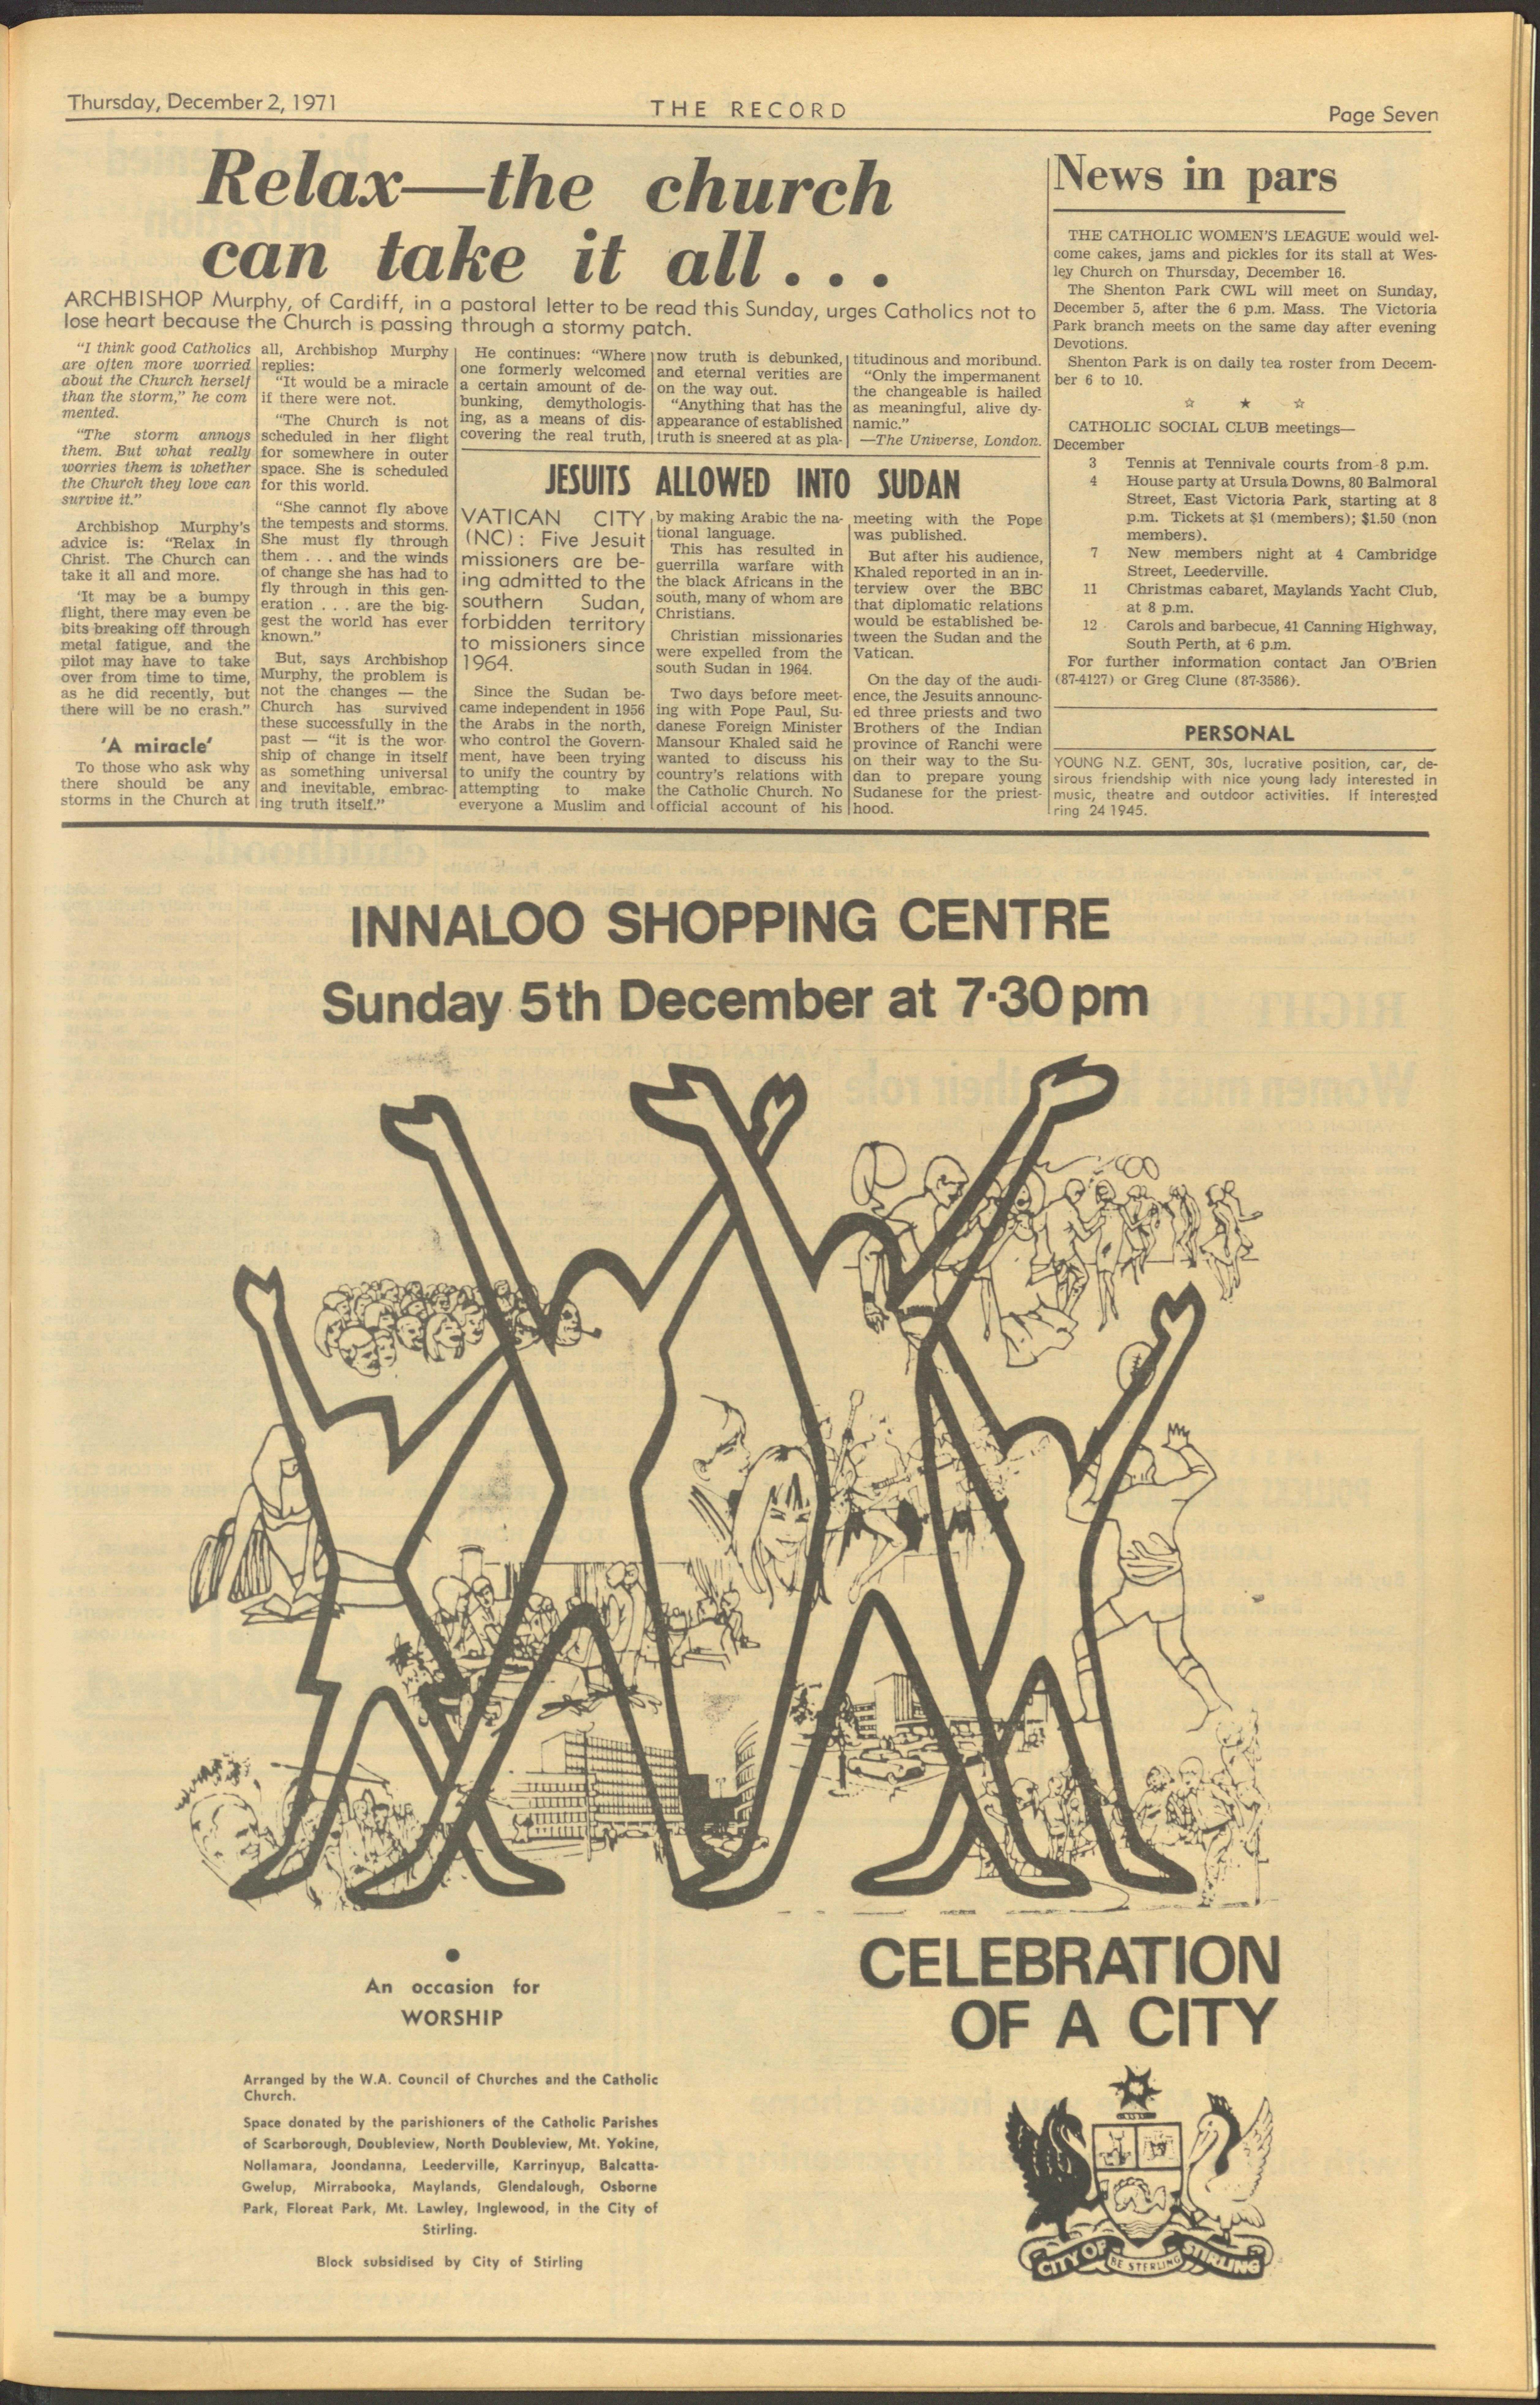 Thursday, December 2, 1971
THE RECORD
Page Seven
Relax—the church
can take it all . . .
ARCHBISHOP Murphy, of Cardiff, in a pastoral letter to be read this Sunday, urges Catholics not to
lose heart because the Church is passing through a stormy patch.
"I think good Catholics
are often more worried
about the Church herself
than the storm," he com
mented.
"The storm annoys
them. But what really
worries them is whether
the Church they love can
survive it."
Archbishop Murphy's
advice is: "Relax in
Christ. The Church can
take it all and more.
'It may be a bumpy
flight, there may even be
bits breaking off through
metal fatigue, and the
pilot may have to take
over from time to time,
as he did recently, but
there will be no crash."
'A miracle'
To those who ask why
there should be any
storms in the Church at
all, Archbishop Murphy
replies:
"It would be a miracle
if there were not.
"The Church is not
scheduled in her flight
for somewhere in outer
space. She is scheduled
for this world.
"She cannot fly above
the tempests and storms.
She must fly through
them . . . and the winds
of change she has had to
fly through in this gen-
eration . . . are the big-
gest the world has ever
known."
But, says Archbishop
Murphy, the problem is
not the changes — the
Church has survived
these successfully in the
past — "it is the wor
ship of change in itself
as something universal
and inevitable, embrac-
ing truth itself."
He continues: "Where
one formerly welcomed
a certain amount of de-
bunking, demythologis-
ing, as a means of dis-
covering the real truth,
now truth is debunked,
and eternal verities are
on the way out.
"Anything that has the
appearance of established
truth is sneered at as pla-
titudinous and moribund.
"Only the impermanent
the changeable is hailed
as meaningful, alive dy-
namic."
—The Universe, London.
JESUITS ALLOWED INTO SUDAN
VATICAN CITY
(NC): Five Jesuit
missioners are be-
ing admitted to the
southern Sudan,
forbidden territory
to missioners since
1964.
Since the Sudan be-
came independent in 1956
the Arabs in the north,
who control the Govern-
ment, have been trying
to unify the country by
attempting to make
everyone a Muslim and
by making Arabic the na-
tional language.
This has resulted in
guerrilla warfare with
the black Africans in the
south, many of whom are
Christians.
Christian missionaries
were expelled from the
south Sudan in 1964.
Two days before meet-
ing with Pope Paul, Su-
danese Foreign Minister
Mansour Khaled said he
wanted to discuss his
country's relations with
the Catholic Church. No
official account of his
meeting with the Pope
was published.
But after his audience,
Khaled reported in an in-
terview over the BBC
that diplomatic relations
would be established be-
tween the Sudan and the
Vatican.
On the day of the audi-
ence, the Jesuits announc-
ed three priests and two
Brothers of the Indian
province of Ranchi were
on their way to the Su-
dan to prepare young
Sudanese for the priest-
hood.
News in pars
THE CATHOLIC WOMEN'S LEAGUE would wel-
come cakes, jams and pickles for its stall at Wes-
ley Church on Thursday, December 16.
The Shenton Park CWL will meet on Sunday,
December 5, after the 6 p.m. Mass. The Victoria
Park branch meets on the same day after evening
Devotions.
Shenton Park is on daily tea roster from Decem-
ber 6 to 10.
☆ ★ ☆
CATHOLIC SOCIAL CLUB meetings—
December
3 Tennis at Tennivale courts from 8 p.m.
4 House party at Ursula Downs, 80 Balmoral
Street, East Victoria Park, starting at 8
p.m. Tickets at $1 (members); $1.50 (non
members).
7 New members night at 4 Cambridge
Street, Leederville.
11 Christmas cabaret, Maylands Yacht Club,
at 8 p.m.
12 Carols and barbecue, 41 Canning Highway,
South Perth, at 6 p.m.
For further information contact Jan O'Brien
(87-4127) or Greg Clune (87-3586).
PERSONAL
YOUNG N.Z. GENT, 30s, lucrative position, car, de-
sirous friendship with nice young lady interested in
music, theatre and outdoor activities. If interested
ring 24 1945.
INNALOO SHOPPING CENTRE
Sunday 5th December at 7·30pm
•
An occasion for
WORSHIP
Arranged by the W.A. Council of Churches and the Catholic
Church.
Space donated by the parishioners of the Catholic Parishes
of Scarborough, Doubleview, North Doubleview, Mt. Yokine,
Nollamara, Joondanna, Leederville, Karrinyup, Balcatta-
Gwelup, Mirrabooka, Maylands, Glendalough, Osborne
Park, Floreat Park, Mt. Lawley, Inglewood, in the City of
Stirling.
Block subsidised by City of Stirling
CELEBRATION
OF A CITY
CITY OF
BE STERLING
STIRLING